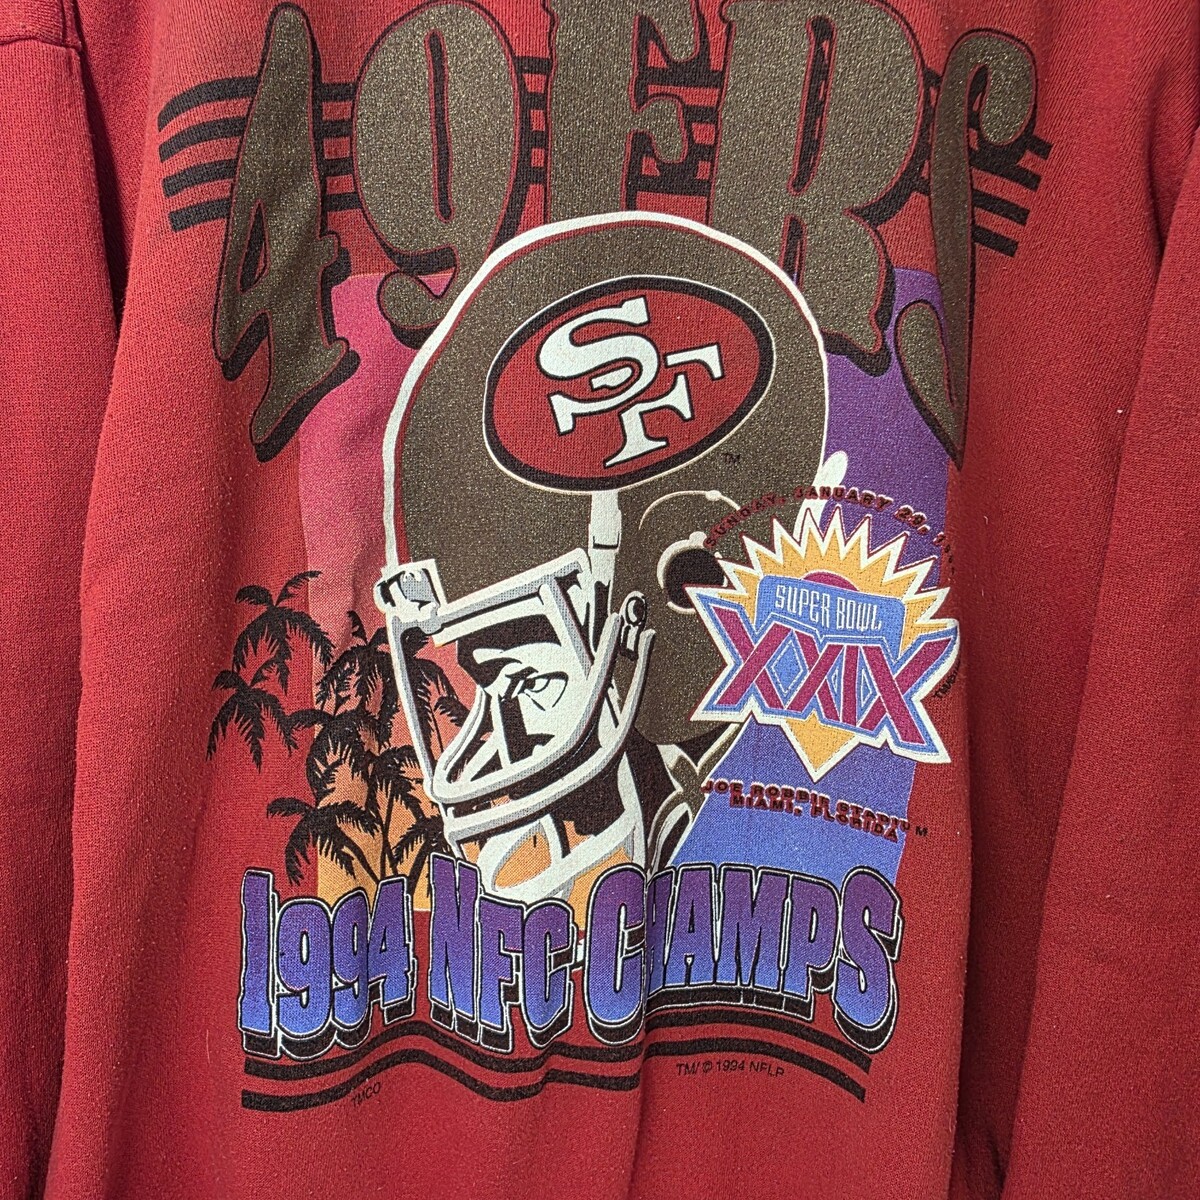 49ERS
SF
TM
SUNDAY, JANUARY 29,
SUPER BOWL
XXIX
JOE ROBBIE STADIUM
MIAMI, FLORIDA
1994 NFC CHAMPS
TMCO
TM/© 1994 NFLP